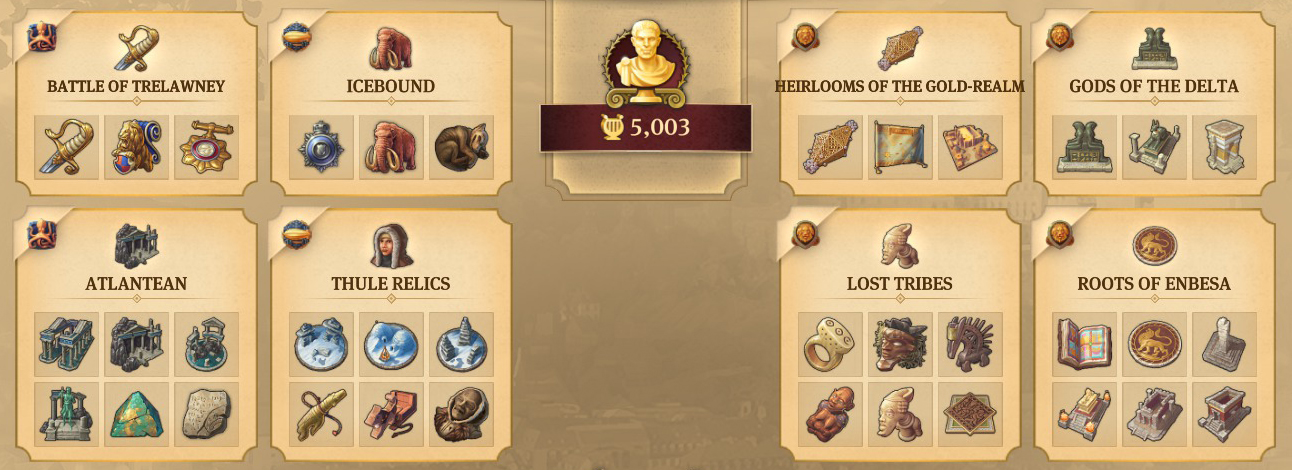 BATTLE OF TRELAWNEY
ICEBOUND
5,003
HEIRLOOMS OF THE GOLD-REALM
GODS OF THE DELTA
ATLANTEAN
THULE RELICS
LOST TRIBES
ROOTS OF ENBESA